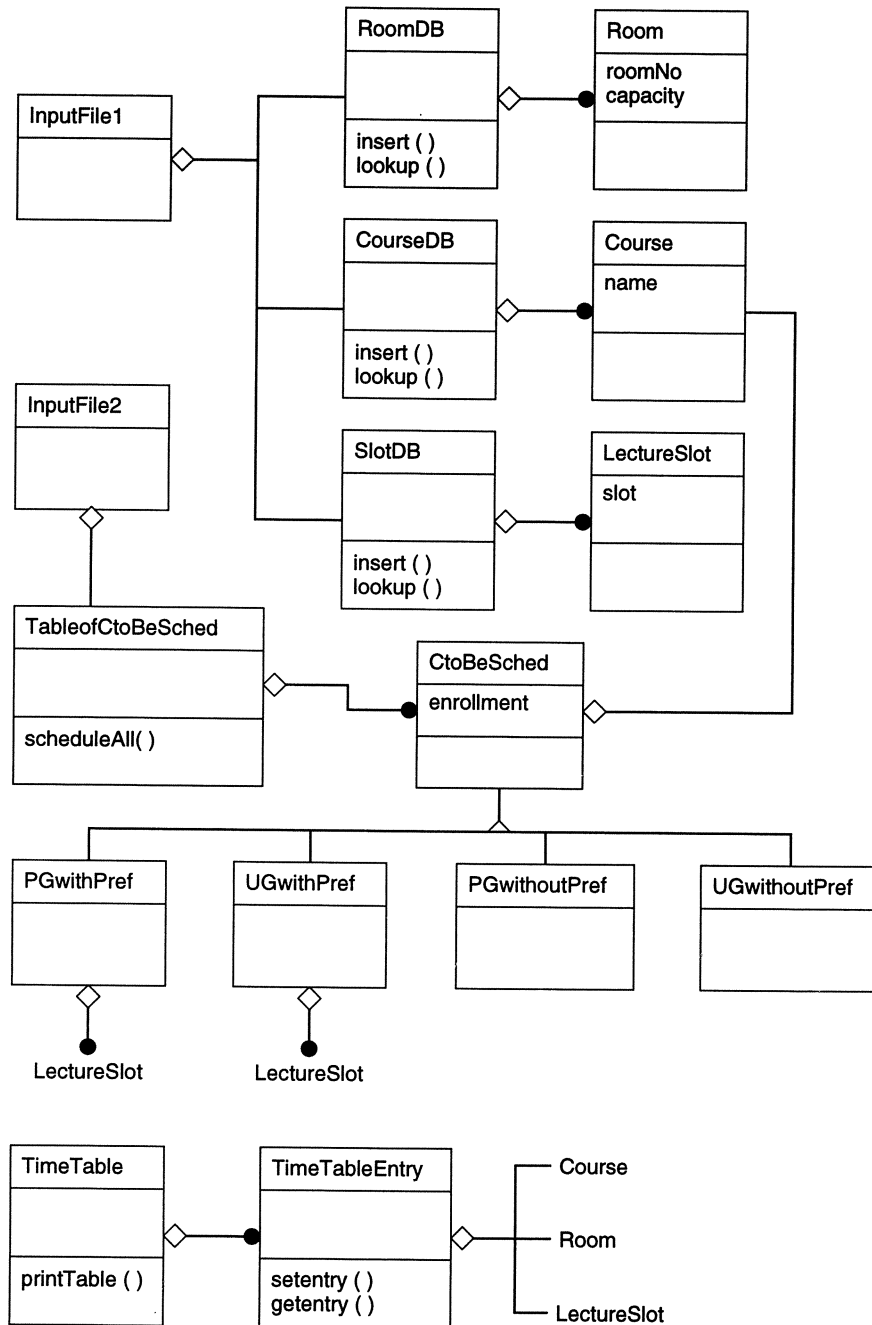 RoomDB
insert ( )
lookup ( )
Room
roomNo
capacity
InputFile1
CourseDB
insert ( )
lookup ( )
Course
name
InputFile2
SlotDB
insert ( )
lookup ( )
LectureSlot
slot
TableofCtoBeSched
scheduleAll( )
CtoBeSched
enrollment
PGwithPref
UGwithPref
PGwithoutPref
UGwithoutPref
LectureSlot
LectureSlot
TimeTable
printTable ( )
TimeTableEntry
setentry ( )
getentry ( )
Course
Room
LectureSlot